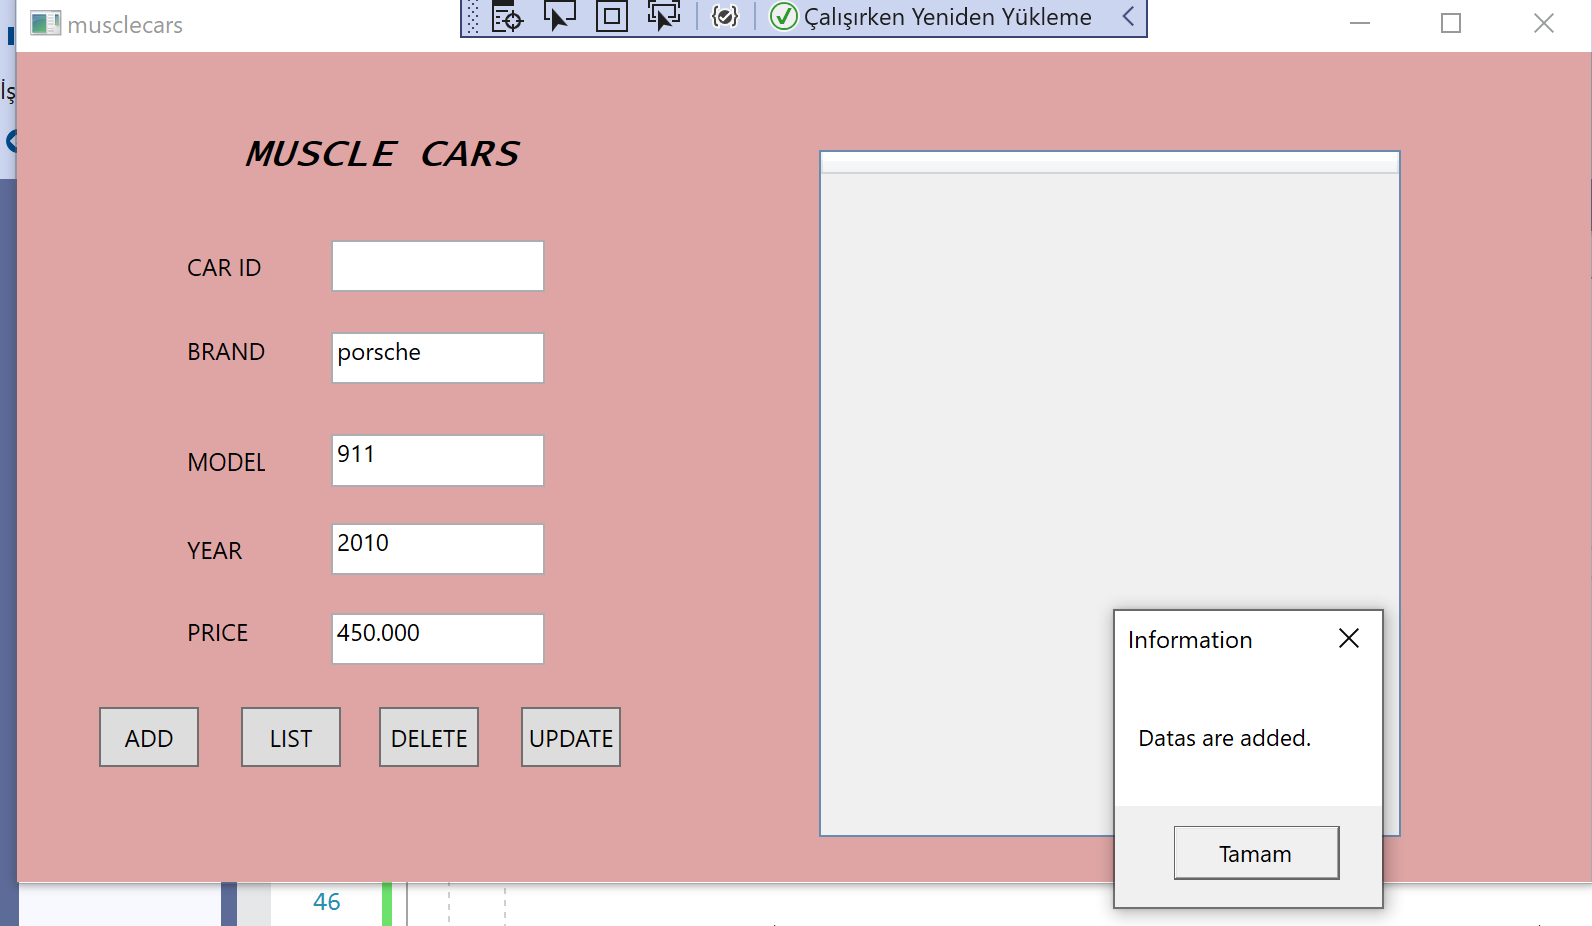 musclecars
Çalışırken Yeniden Yükleme
İş
MUSCLE CARS
CAR ID
BRAND porsche
MODEL 911
YEAR 2010
PRICE 450.000
ADD LIST DELETE UPDATE
Information
Datas are added.
Tamam
46